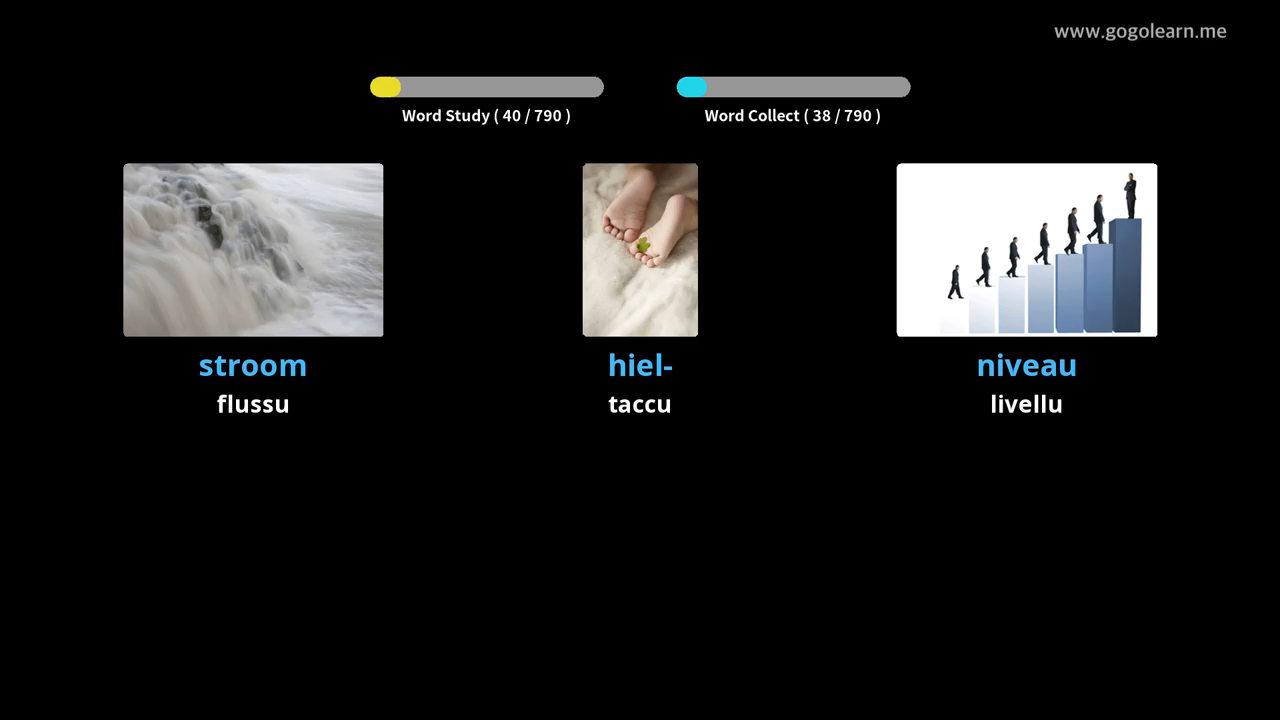 www.gogolearn.me
Word Study ( 40 / 790 )
Word Collect ( 38 / 790 )
stroom
flussu
hiel-
taccu
niveau
livellu